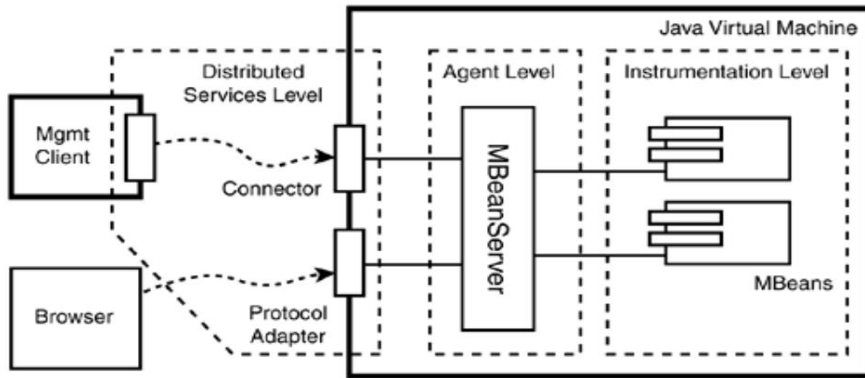 Java Virtual Machine
Distributed
Services Level
Agent Level
Instrumentation Level
Mgmt
Client
Connector
MBeanServer
MBeans
Browser
Protocol
Adapter